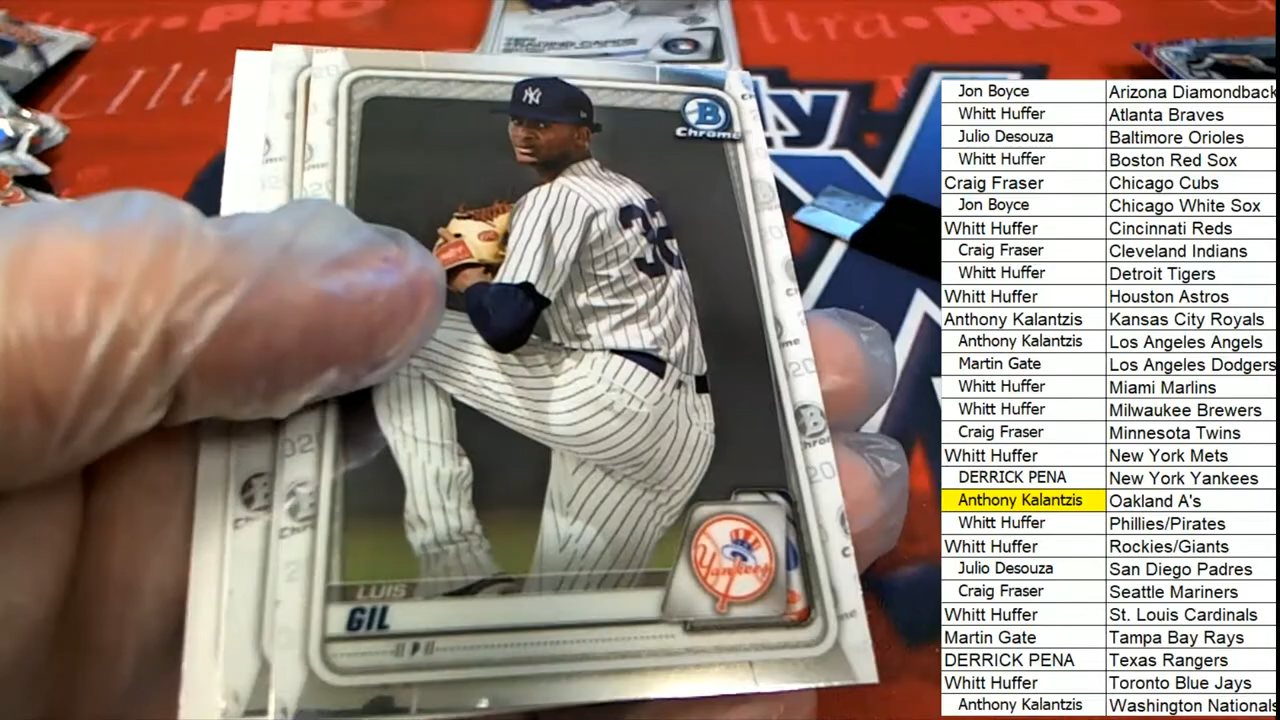 Ultra•PRO
TRADING CARDS
B
Chrome
NY
38
LUIS
GIL
P
Yankees
Jon Boyce Arizona Diamondback
Whitt Huffer Atlanta Braves
Julio Desouza Baltimore Orioles
Whitt Huffer Boston Red Sox
Craig Fraser Chicago Cubs
Jon Boyce Chicago White Sox
Whitt Huffer Cincinnati Reds
Craig Fraser Cleveland Indians
Whitt Huffer Detroit Tigers
Whitt Huffer Houston Astros
Anthony Kalantzis Kansas City Royals
Anthony Kalantzis Los Angeles Angels
Martin Gate Los Angeles Dodgers
Whitt Huffer Miami Marlins
Whitt Huffer Milwaukee Brewers
Craig Fraser Minnesota Twins
Whitt Huffer New York Mets
DERRICK PENA New York Yankees
Anthony Kalantzis Oakland A's
Whitt Huffer Phillies/Pirates
Whitt Huffer Rockies/Giants
Julio Desouza San Diego Padres
Craig Fraser Seattle Mariners
Whitt Huffer St. Louis Cardinals
Martin Gate Tampa Bay Rays
DERRICK PENA Texas Rangers
Whitt Huffer Toronto Blue Jays
Anthony Kalantzis Washington Nationals